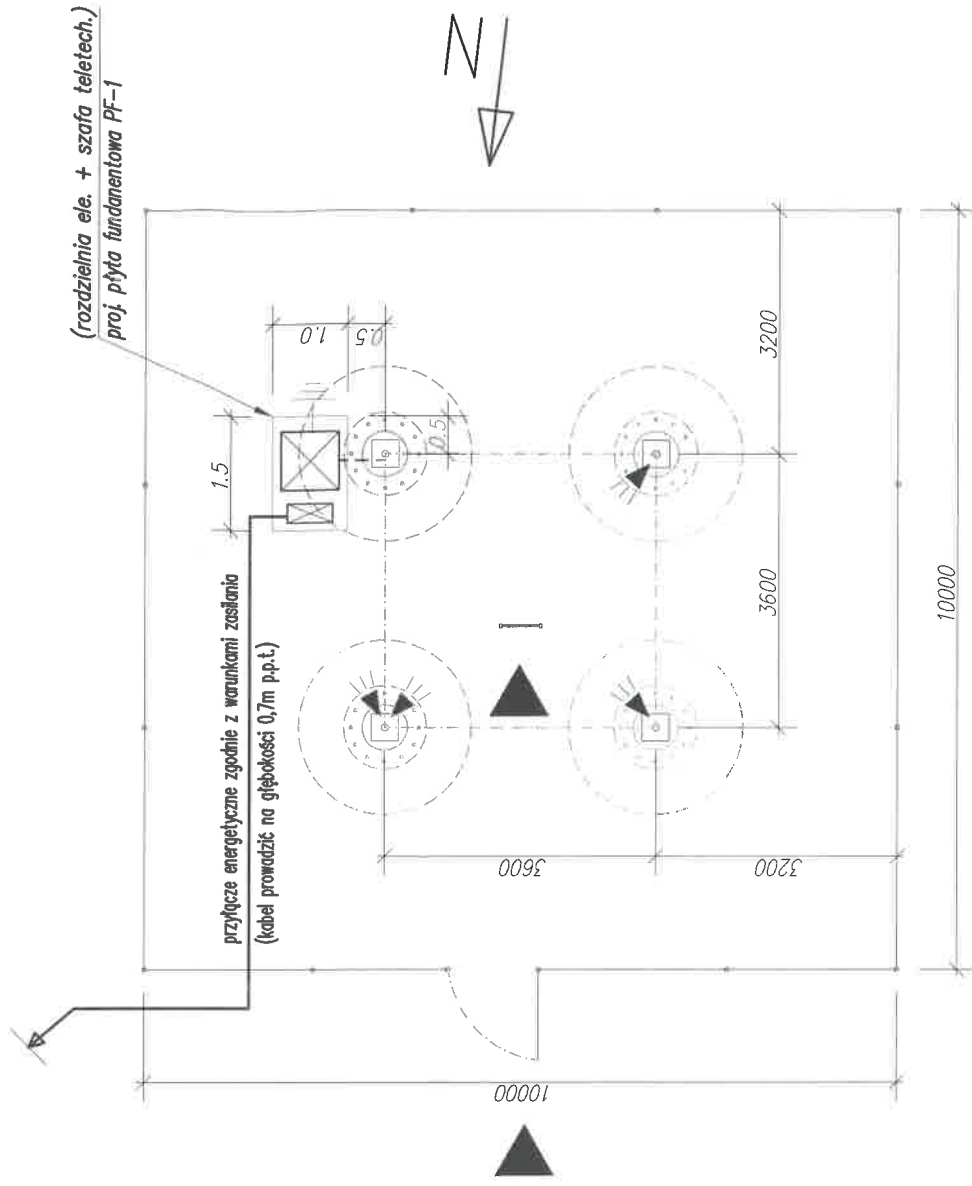 (rozdzielnia ele. + szafa teletech.)
proj. płyta fundanentowa PF-1
N
1.0
0.5
1.5
0.5
3200
przyłącze energetyczne zgodnie z warunkami zasilania
(kabel prowadzić na głębokości 0,7m p.p.t.)
3600
10000
3600
3200
10000